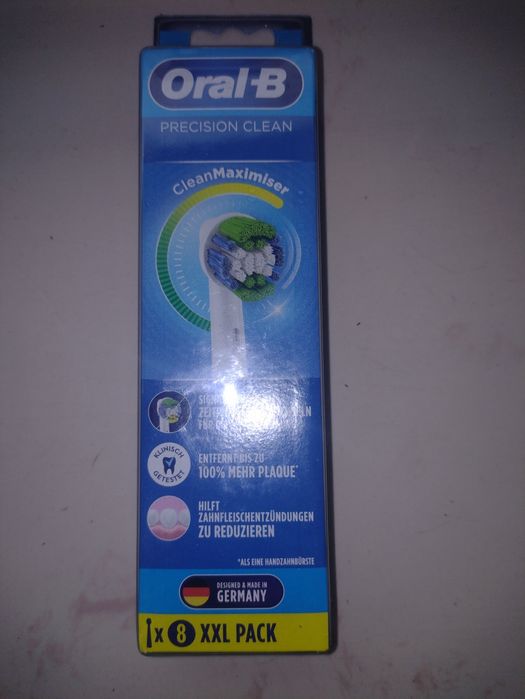 Oral-B
PRECISION CLEAN
CleanMaximiser
ENTFERNT BIS ZU
100% MEHR PLAQUE*
KLINISCH
GETESTET
HILFT
ZAHNFLEISCHENTZÜNDUNGEN
ZU REDUZIEREN
*ALS EINE HANDZAHNBÜRSTE
DESIGNED & MADE IN
GERMANY
x 8 XXL PACK